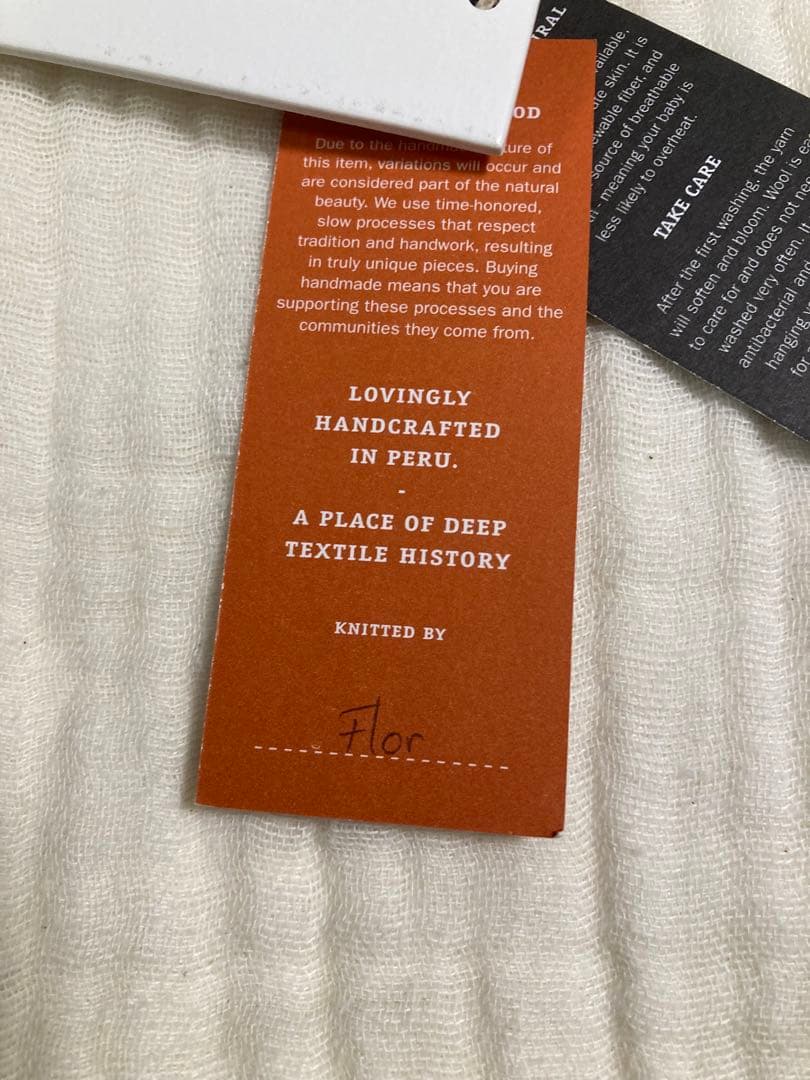 OD
Due to the handm ture of
this item, variations will occur and
are considered part of the natural
beauty. We use time-honored,
slow processes that respect
tradition and handwork, resulting
in truly unique pieces. Buying
handmade means that you are
supporting these processes and the
communities they come from.
LOVINGLY
HANDCRAFTED
IN PERU.
-
A PLACE OF DEEP
TEXTILE HISTORY
KNITTED BY
Flor
RAL
ailable.
skin. It is
ewable fiber, and
source of breathable
- meaning your baby is
less likely to overheat.
TAKE CARE
After the first washing, the yarn
will soften and bloom. Wool is ea
to care for and does not ne
washed very often. It
antibacterial and
hanging
for